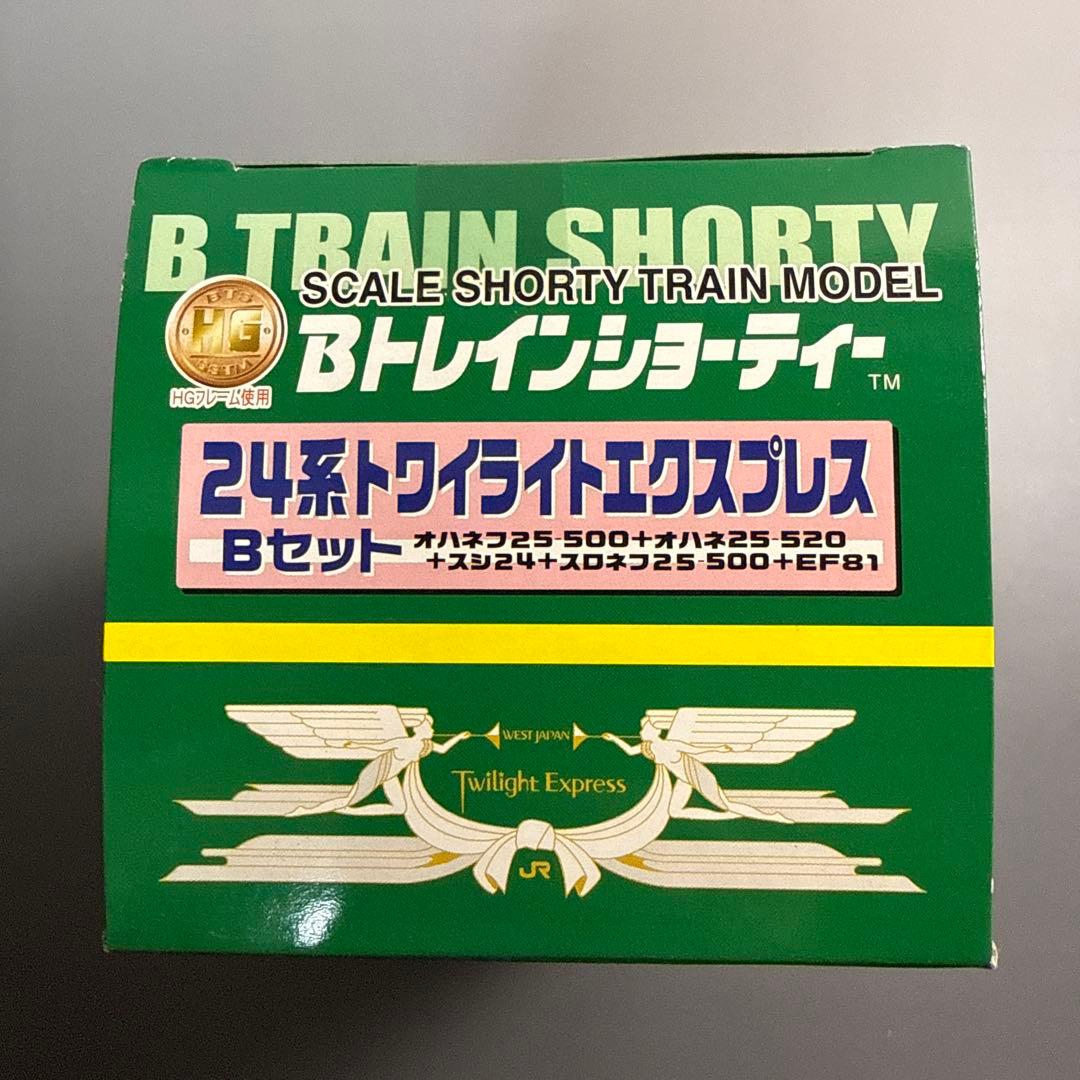 B TRAIN SHORTY
SCALE SHORTY TRAIN MODEL
BTS
HG
Bトレインショーティー TM
HGフレーム使用
24系トワイライトエクスプレス
Bセット オハネフ25-500+オハネ25-520
+スシ24+スロネフ25-500+EF81
WEST JAPAN
Twilight Express
JR